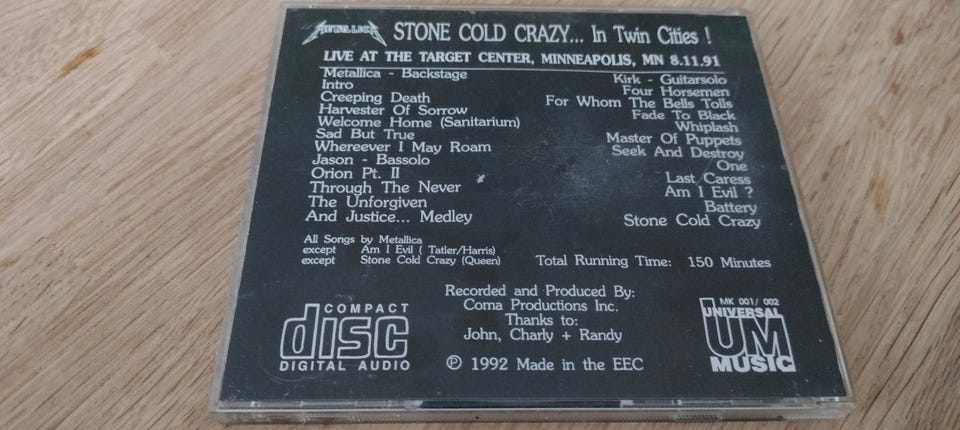 METALLICA STONE COLD CRAZY... In Twin Cities !
LIVE AT THE TARGET CENTER, MINNEAPOLIS, MN 8.11.91
Metallica - Backstage
Intro
Creeping Death
Harvester Of Sorrow
Welcome Home (Sanitarium)
Sad But True
Whereever I May Roam
Jason - Bassolo
Orion Pt. II
Through The Never
The Unforgiven
And Justice... Medley
Kirk - Guitarsolo
Four Horsemen
For Whom The Bells Tolls
Fade To Black
Whiplash
Master Of Puppets
Seek And Destroy
One
Last Caress
Am I Evil ?
Battery
Stone Cold Crazy
All Songs by Metallica
except Am I Evil ( Tatler/Harris)
except Stone Cold Crazy (Queen)
Total Running Time: 150 Minutes
Recorded and Produced By:
Coma Productions Inc.
Thanks to:
John, Charly + Randy
℗ 1992 Made in the EEC
COMPACT
disc
DIGITAL AUDIO
MK 001/ 002
UNIVERSAL
UM
MUSIC